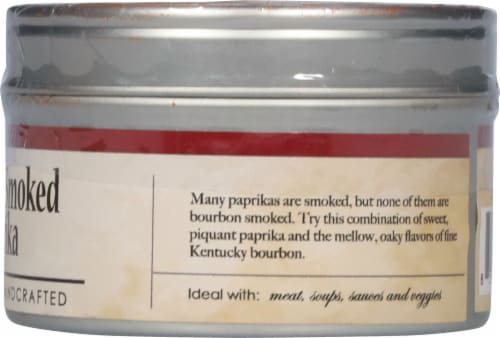 smoked
ka
NDCRAFTED
Many paprikas are smoked, but none of them are
bourbon smoked. Try this combination of sweet,
piquant paprika and the mellow, oaky flavors of fine
Kentucky bourbon.
Ideal with: meat, soups, sauces and veggies